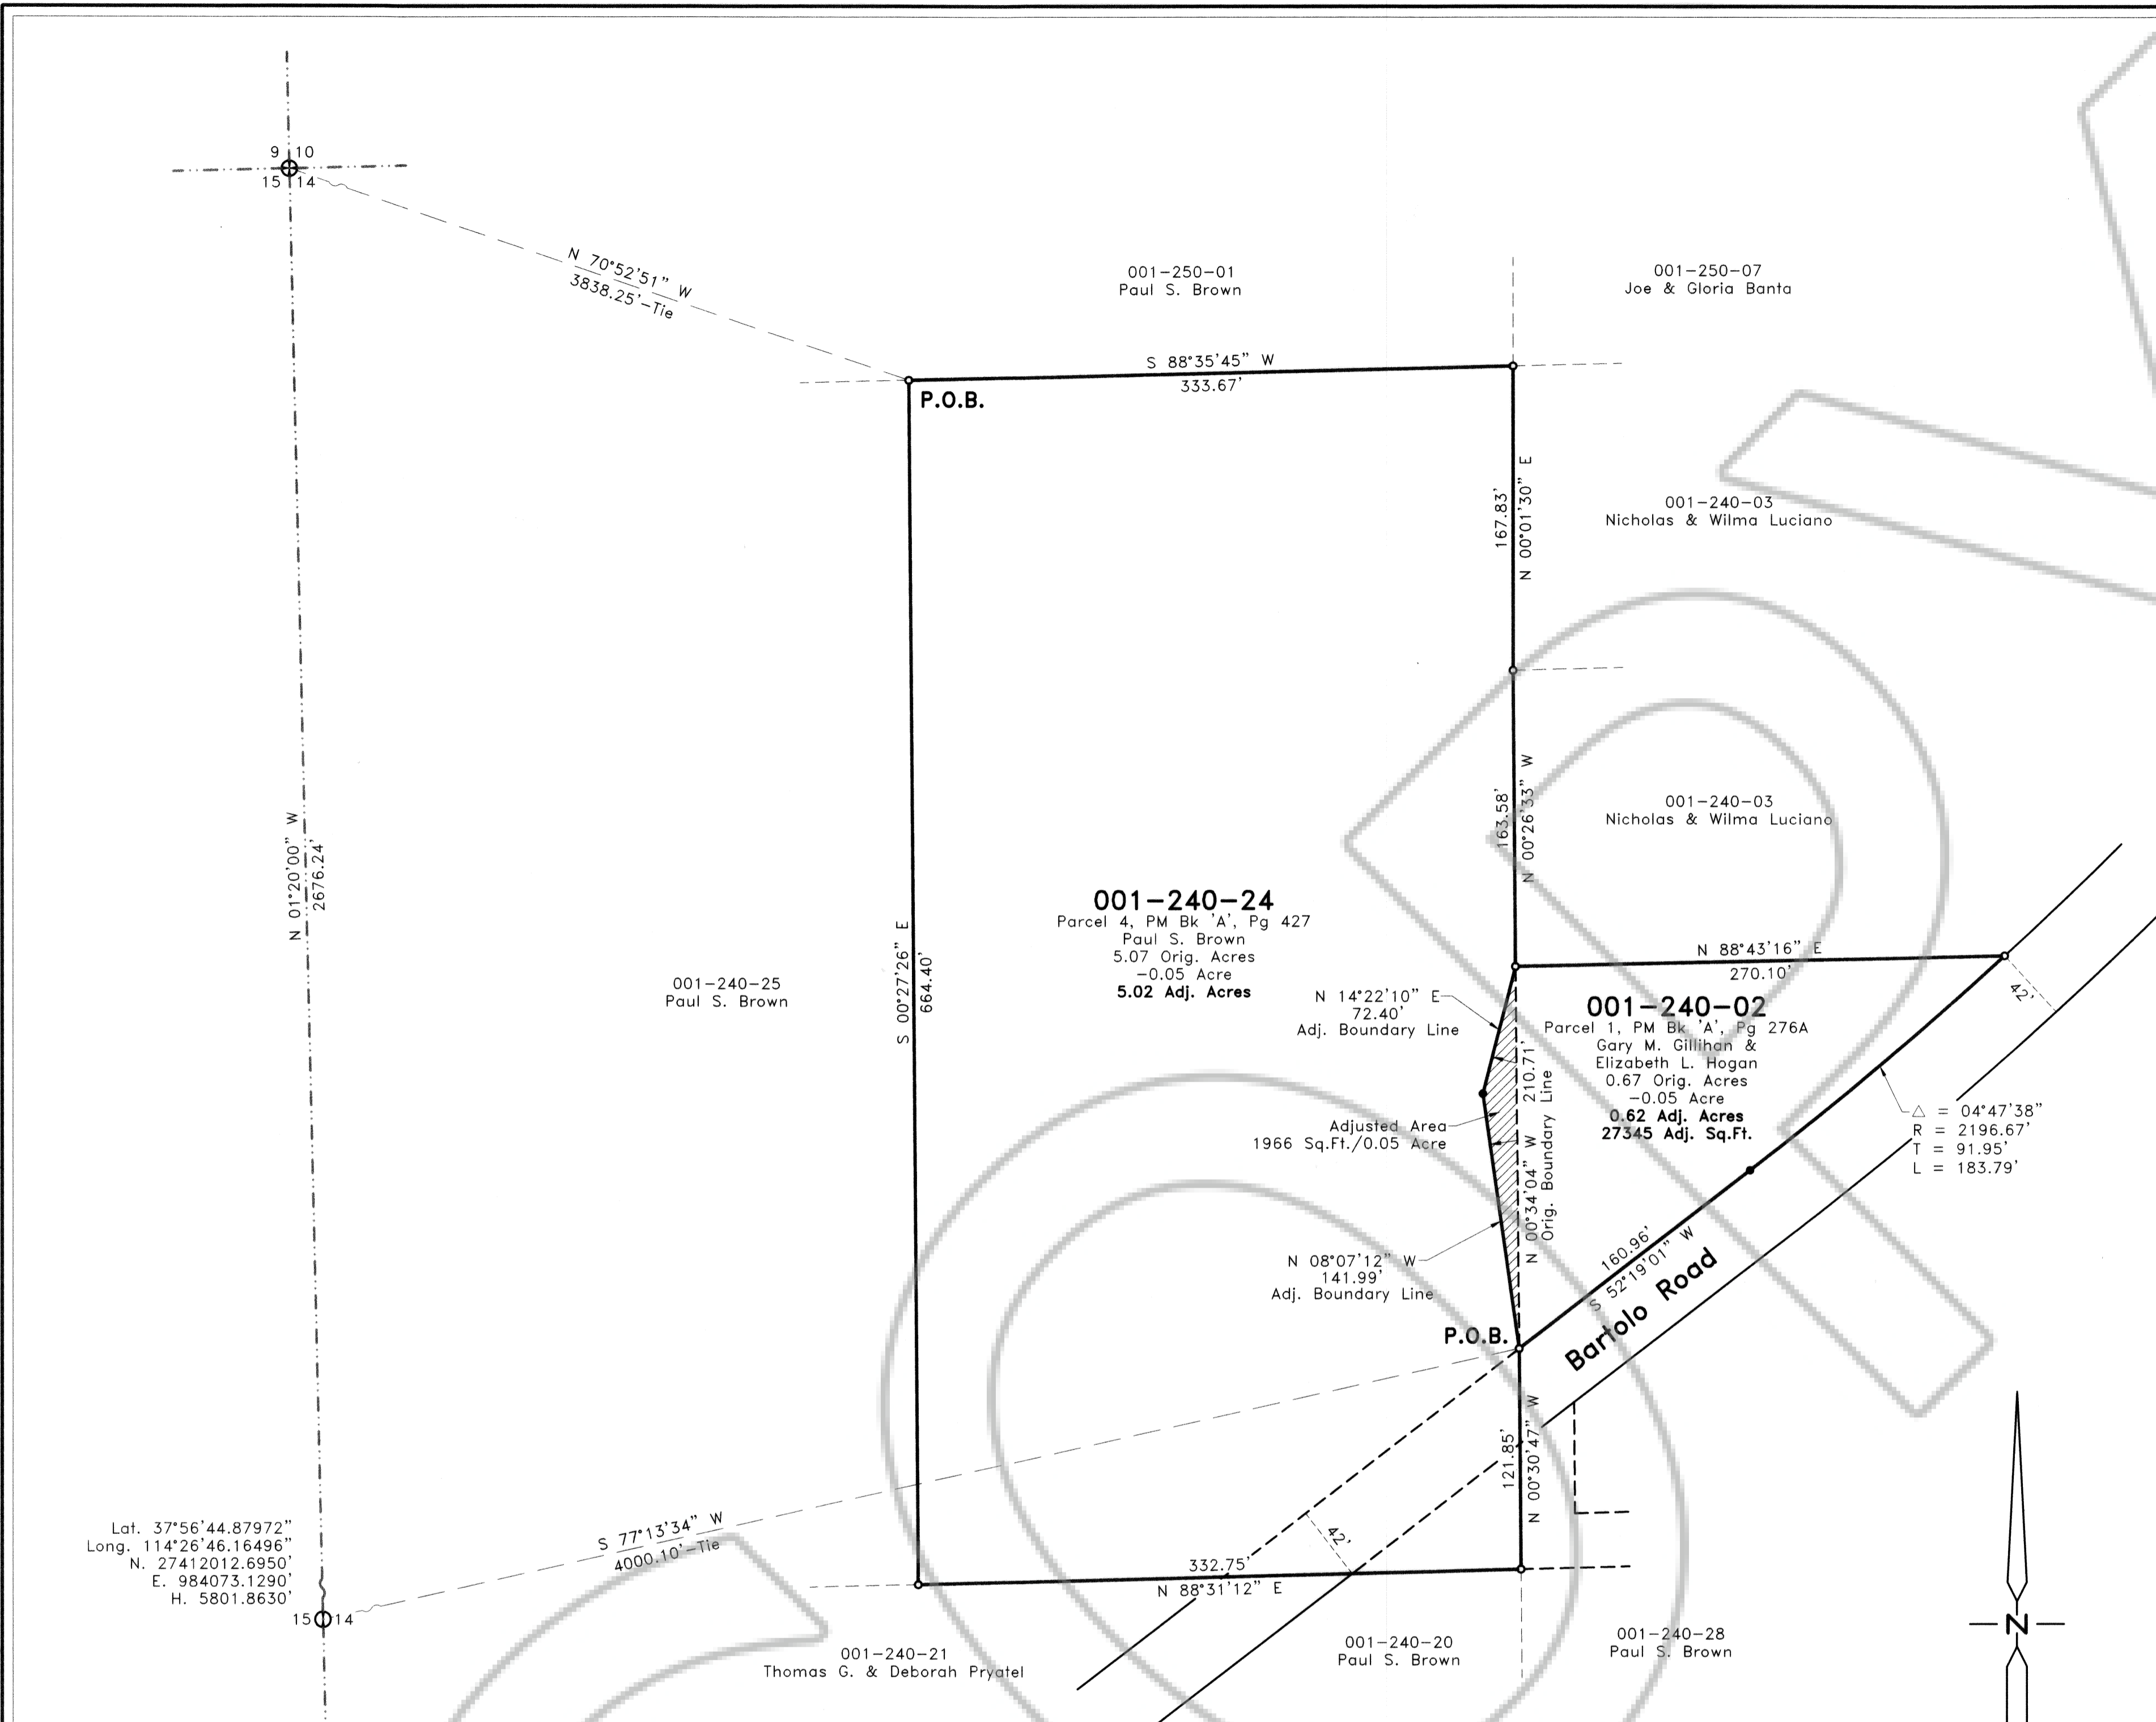 9 10
15 14
N 70°52'51" W
3838.25'-Tie
001-250-01
Paul S. Brown
001-250-07
Joe & Gloria Banta
S 88°35'45" W
333.67'
P.O.B.
167.83'
N 00°01'30" E
001-240-03
Nicholas & Wilma Luciano
163.58'
N 00°26'33" W
001-240-03
Nicholas & Wilma Luciano
N 01°20'00" W
2676.24'
S 00°27'26" E
664.40'
001-240-24
Parcel 4, PM Bk 'A', Pg 427
Paul S. Brown
5.07 Orig. Acres
-0.05 Acre
5.02 Adj. Acres
001-240-25
Paul S. Brown
N 88°43'16" E
270.10'
42'
N 14°22'10" E
72.40'
Adj. Boundary Line
001-240-02
Parcel 1, PM Bk 'A', Pg 276A
Gary M. Gillihan &
Elizabeth L. Hogan
0.67 Orig. Acres
-0.05 Acre
0.62 Adj. Acres
27345 Adj. Sq.Ft.
N 00°34'04" W 210.71'
Orig. Boundary Line
Adjusted Area
1966 Sq.Ft./0.05 Acre
△ = 04°47'38"
R = 2196.67'
T = 91.95'
L = 183.79'
N 08°07'12" W
141.99'
Adj. Boundary Line
160.96'
S 52°19'01" W
Bartolo Road
P.O.B.
121.85'
N 00°30'47" W
S 77°13'34" W
4000.10'-Tie
Lat. 37°56'44.87972"
Long. 114°26'46.16496"
N. 27412012.6950'
E. 984073.1290'
H. 5801.8630'
15 14
42'
332.75'
N 88°31'12" E
001-240-21
Thomas G. & Deborah Pryatel
001-240-20
Paul S. Brown
001-240-28
Paul S. Brown
N